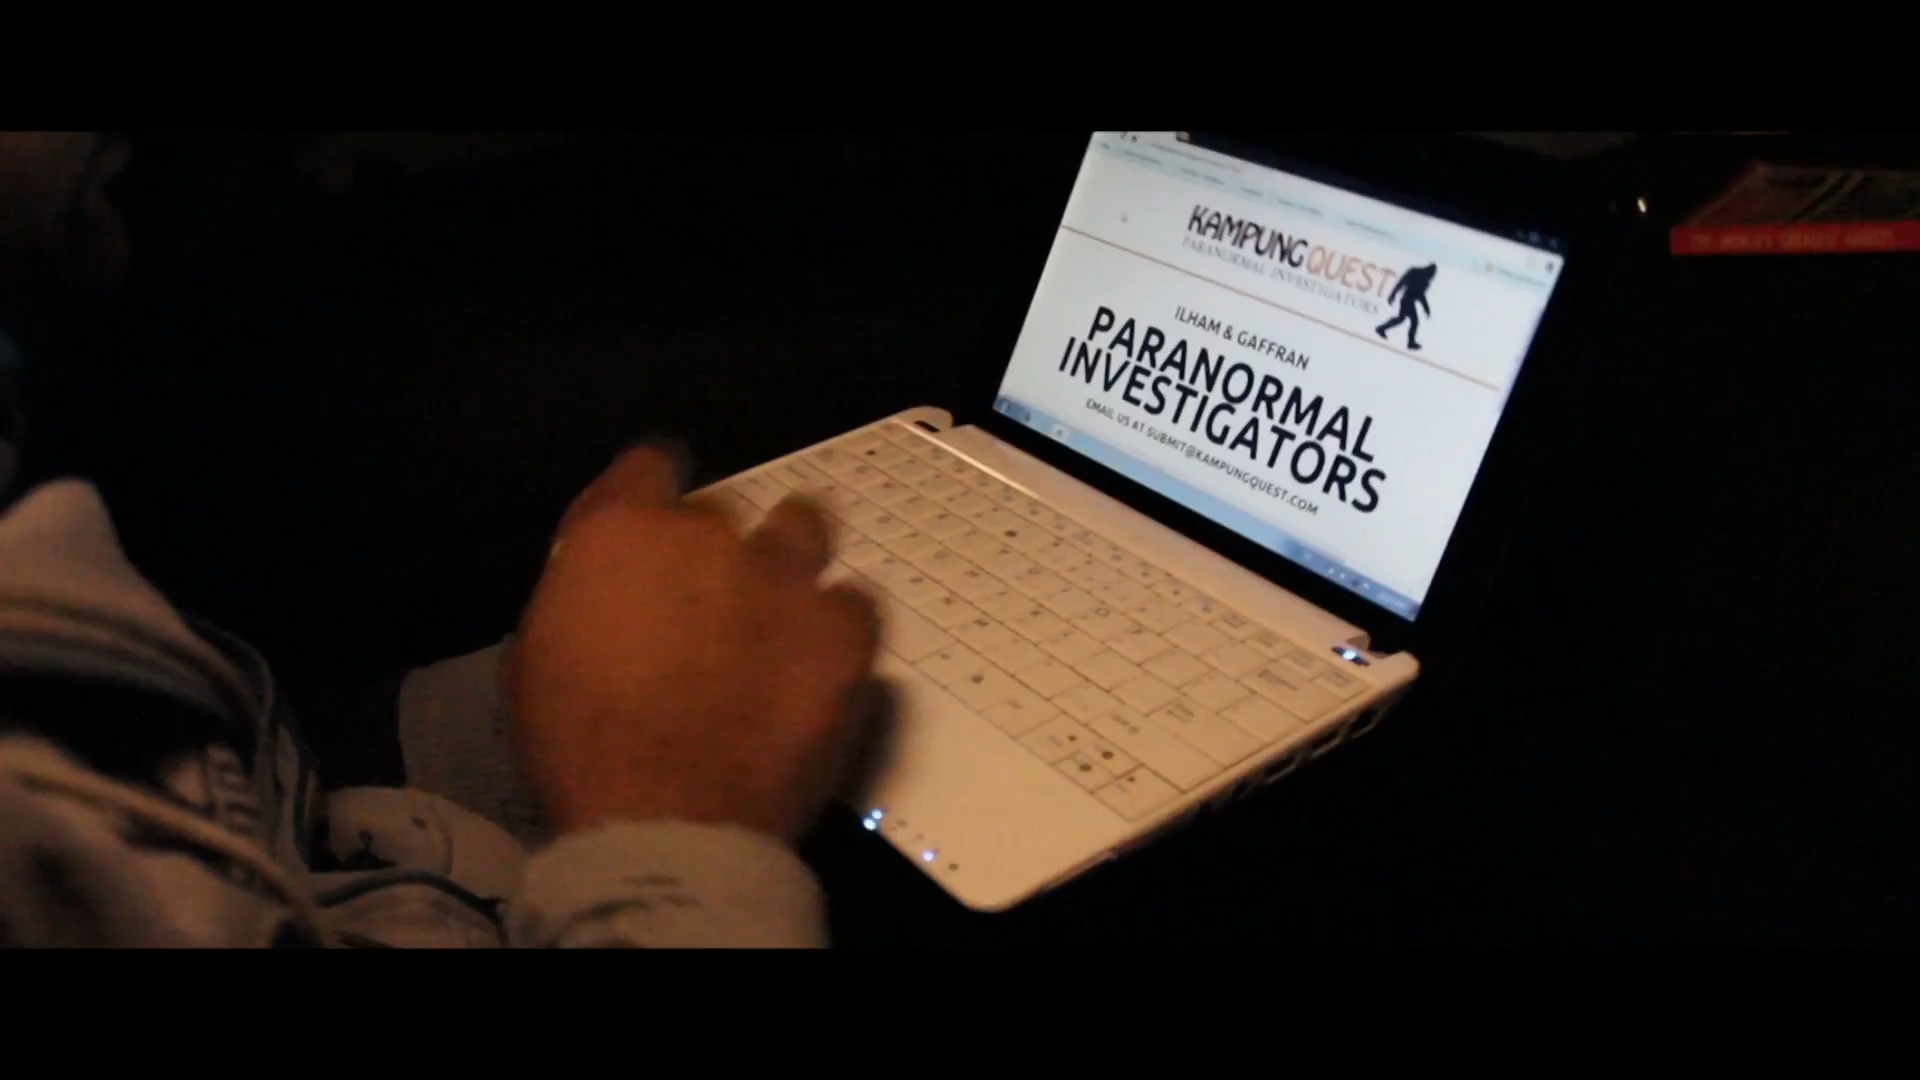 KAMPUNGQUEST
PARANORMAL INVESTIGATORS
ILHAM & GAFFRAN
PARANORMAL
INVESTIGATORS
EMAIL US AT SUBMIT@KAMPUNGQUEST.COM